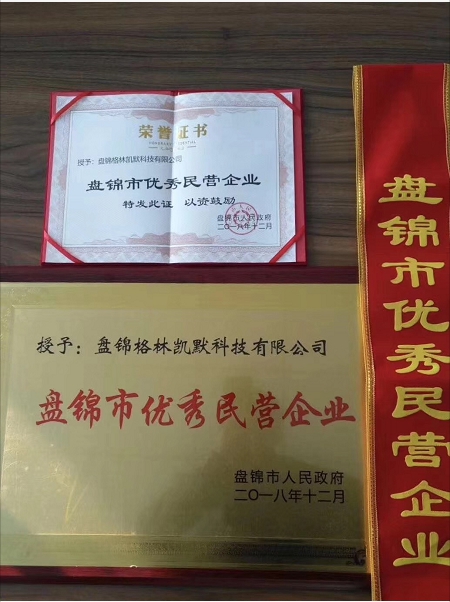 荣誉证书
授予：盘锦格林凯默科技有限公司
盘锦市优秀民营企业
特发此证 以资鼓励
盘锦市人民政府
二〇一八年十二月
授予：盘锦格林凯默科技有限公司
盘锦市优秀民营企业
盘锦市人民政府
二〇一八年十二月
盘锦市优秀民营企业